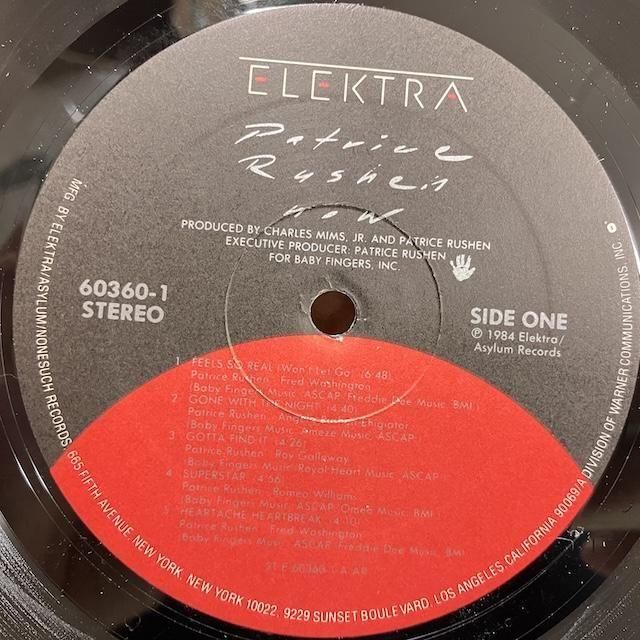 ELEKTRA
Patrice
Rushen
now
PRODUCED BY CHARLES MIMS, JR. AND PATRICE RUSHEN
EXECUTIVE PRODUCER: PATRICE RUSHEN
FOR BABY FINGERS, INC.
60360-1
STEREO
SIDE ONE
℗ 1984 Elektra/
Asylum Records
1. FEELS SO REAL (Won't Let Go) (6:48)
Patrice Rushen Fred Washington
(Baby Fingers Music, ASCAP, Freddie Dee Music, BMI)
2. GONE WITH THE NIGHT (4:40)
Patrice Rushen
(Baby Fingers Music, Ameze Music, ASCAP)
3. GOTTA FIND IT (4:26)
Patrice Rushen Roy Galloway
(Baby Fingers Music, Royal Heart Music, ASCAP)
4. SUPERSTAR (4:56)
Patrice Rushen Romeo Williams
(Baby Fingers Music, ASCAP, Omee Music, BMI)
5. HEARTACHE HEARTBREAK (4:10)
Patrice Rushen Fred Washington
(Baby Fingers Music, ASCAP, Freddie Dee Music, BMI)
MFG. BY ELEKTRA/ASYLUM/NONESUCH RECORDS, 665 FIFTH AVENUE, NEW YORK, NEW YORK 10022, 9229 SUNSET BOULEVARD, LOS ANGELES, CALIFORNIA 90069/A DIVISION OF WARNER COMMUNICATIONS, INC.